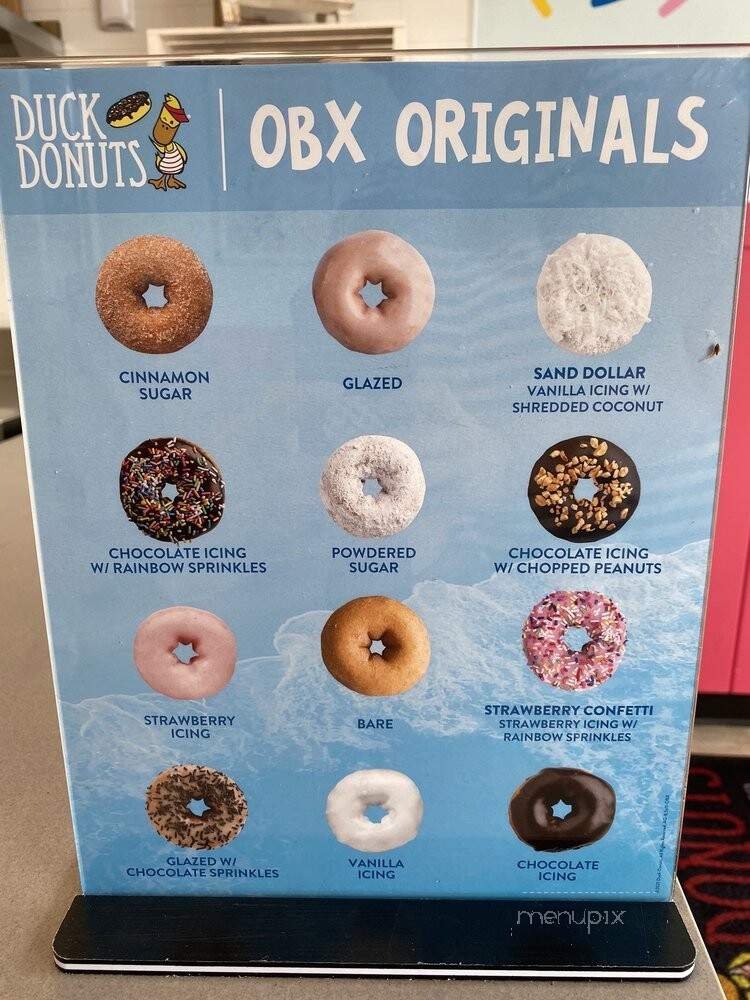 DUCK
DONUTS
OBX ORIGINALS
CINNAMON
SUGAR
GLAZED
SAND DOLLAR
VANILLA ICING W/
SHREDDED COCONUT
CHOCOLATE ICING
W/ RAINBOW SPRINKLES
POWDERED
SUGAR
CHOCOLATE ICING
W/ CHOPPED PEANUTS
STRAWBERRY
ICING
BARE
STRAWBERRY CONFETTI
STRAWBERRY ICING W/
RAINBOW SPRINKLES
GLAZED W/
CHOCOLATE SPRINKLES
VANILLA
ICING
CHOCOLATE
ICING
menupix
DONUTS